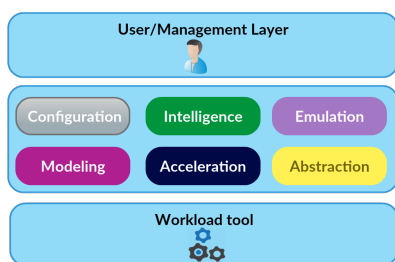 User/Management Layer
Configuration Intelligence Emulation
Modeling Acceleration Abstraction
Workload tool